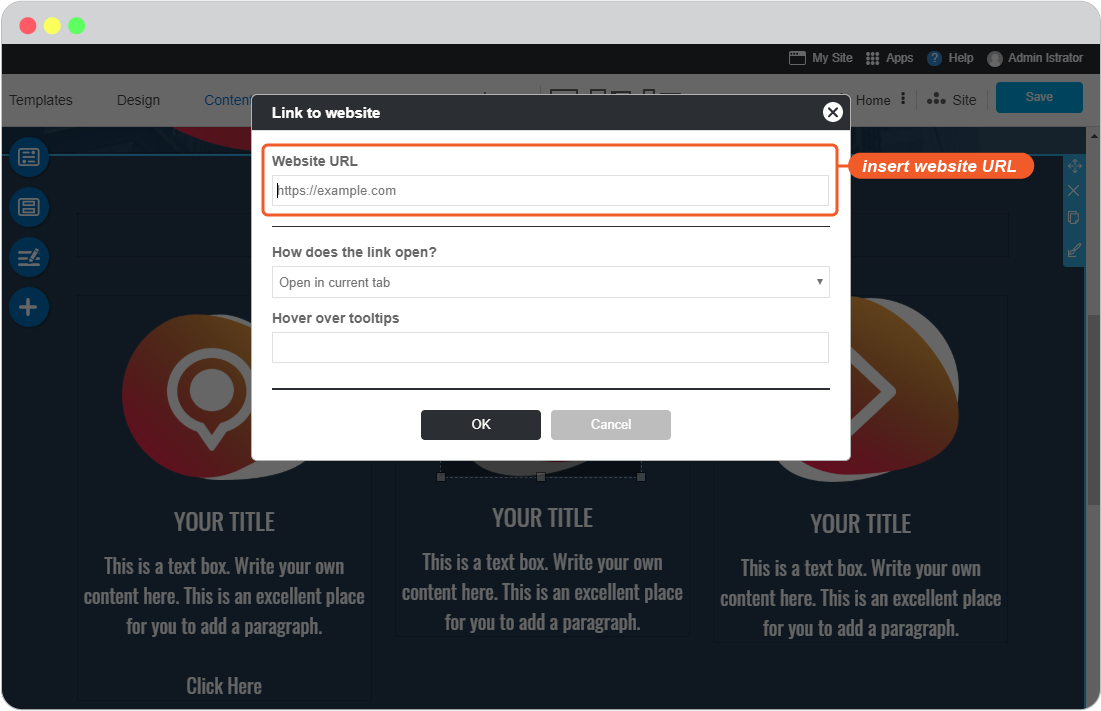 My Site Apps ? Help Admin Istrator
Templates Design Content Home Site Save
Link to website
Website URL
https://example.com
insert website URL
How does the link open?
Open in current tab
Hover over tooltips
OK Cancel
YOUR TITLE
This is a text box. Write your own
content here. This is an excellent place
for you to add a paragraph.
Click Here
YOUR TITLE
This is a text box. Write your own
content here. This is an excellent place
for you to add a paragraph.
YOUR TITLE
This is a text box. Write your own
content here. This is an excellent place
for you to add a paragraph.